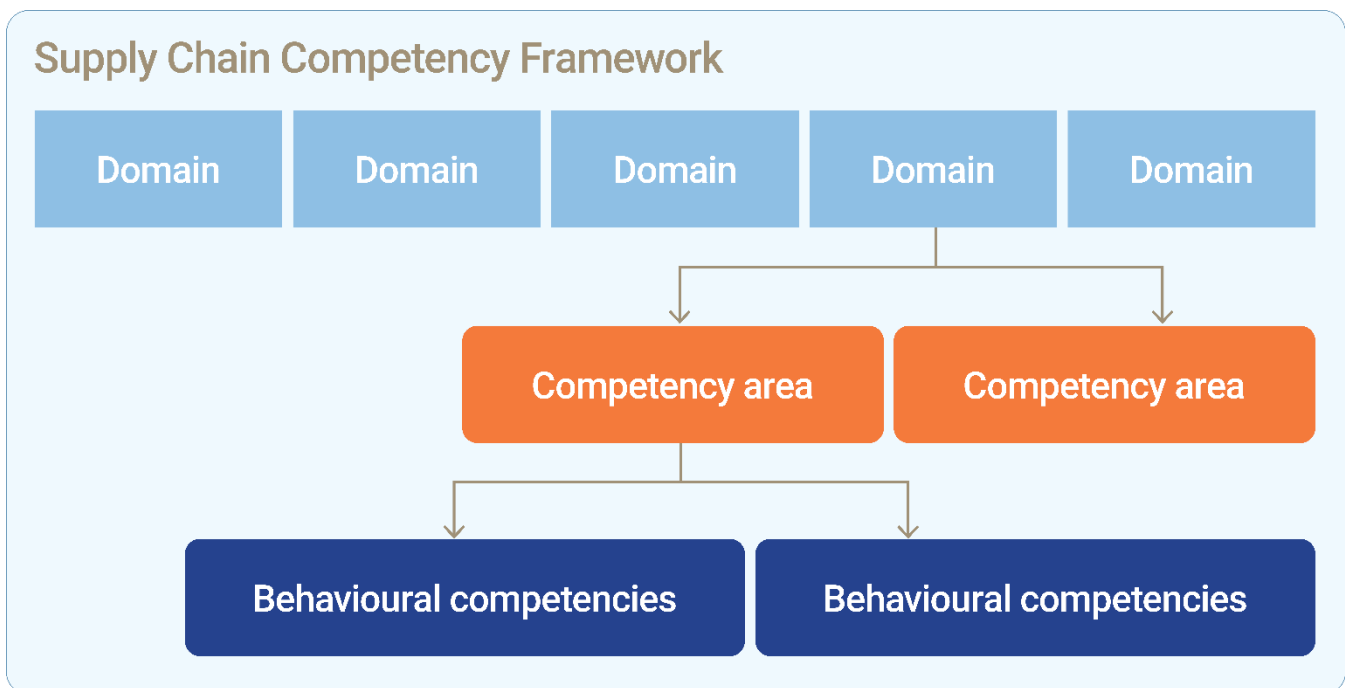 Supply Chain Competency Framework
Domain
Domain
Domain
Domain
Domain
Competency area
Competency area
Behavioural competencies
Behavioural competencies